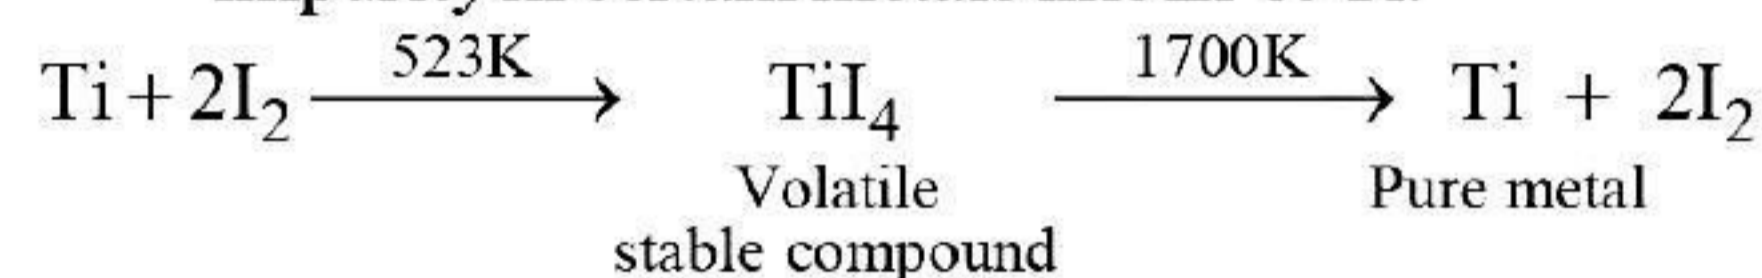 Ti + 2I₂ —523K→ TiI₄ —1700K→ Ti + 2I₂
Volatile Pure metal
stable compound